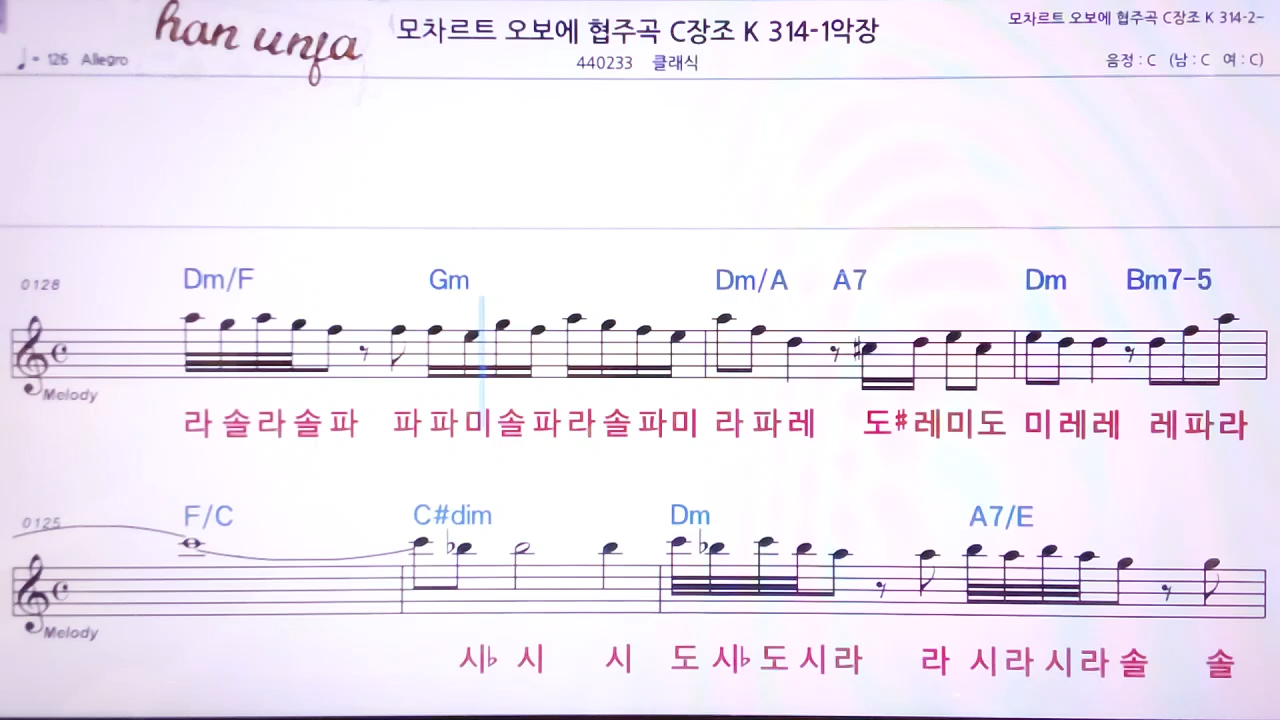 han unfa
모차르트 오보에 협주곡 C장조 K 314-1악장
모차르트 오보에 협주곡 C장조 K 314-2~
♩= 126 Allegro
440233 클래식
음정 : C (남 : C 여 : C)
0128
Dm/F Gm Dm/A A7 Dm Bm7-5
Melody
라 솔 라 솔 파 파 파 미 솔 파 라 솔 파 미 라 파 레 도# 레 미 도 미 레 레 레 파 라
0125
F/C C#dim Dm A7/E
Melody
시♭ 시 시 도 시♭ 도 시 라 라 시 라 시 라 솔 솔